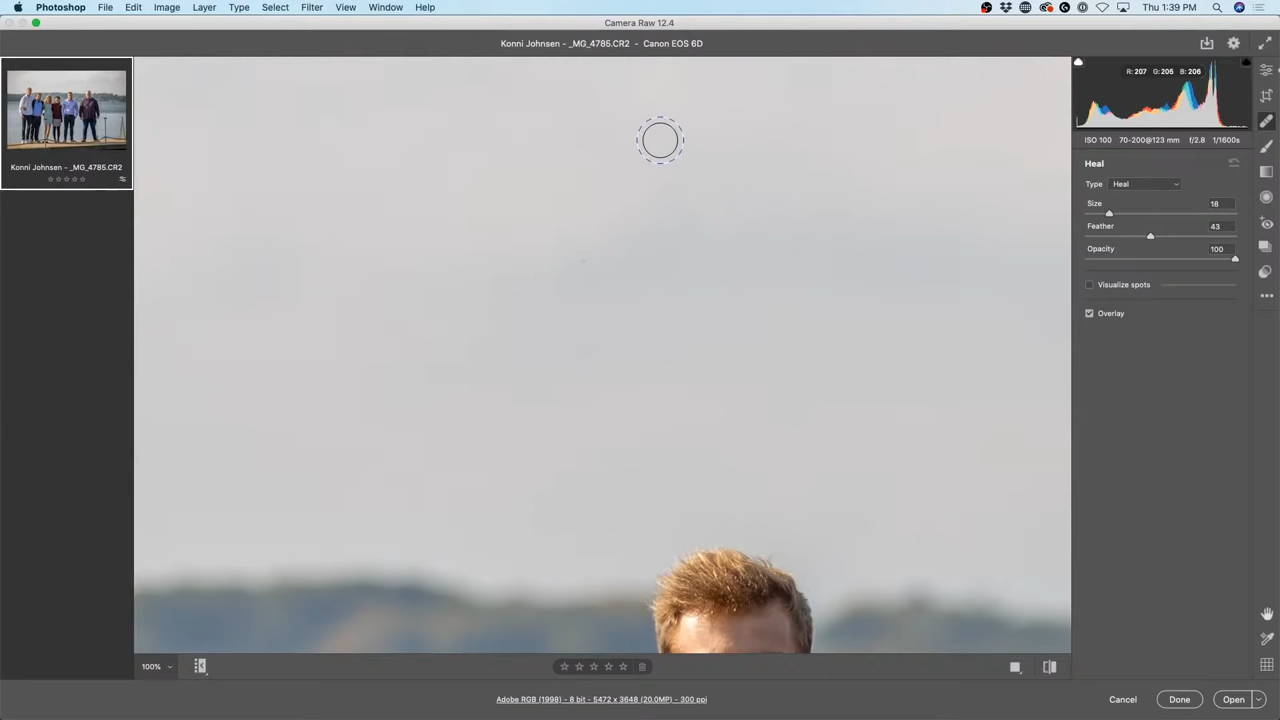 Photoshop File Edit Image Layer Type Select Filter View Window Help Thu 1:39 PM
Camera Raw 12.4
Konni Johnsen - _MG_4785.CR2 - Canon EOS 6D
R: 207 G: 205 B: 206
ISO 100 70-200@123 mm f/2.8 1/1600s
Konni Johnsen - _MG_4785.CR2
Heal
Type Heal
Size 18
Feather 43
Opacity 100
Visualize spots
Overlay
100%
Adobe RGB (1998) - 8 bit - 5472 x 3648 (20.0MP) - 300 ppi
Cancel Done Open